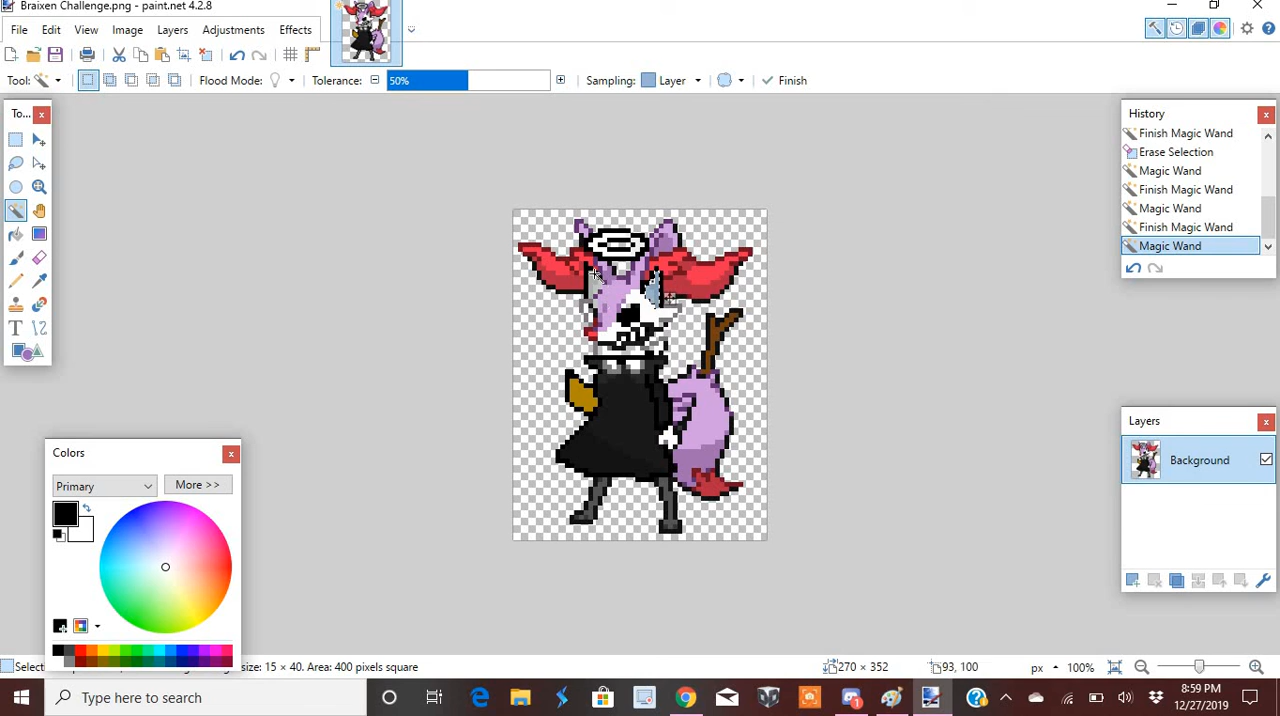 Braixen Challenge.png - paint.net 4.2.8
File Edit View Image Layers Adjustments Effects
Tool: Flood Mode: Tolerance: 50% Sampling: Layer Finish
To...
History
Finish Magic Wand
Erase Selection
Magic Wand
Finish Magic Wand
Magic Wand
Finish Magic Wand
Magic Wand
Layers
Background
Colors
Primary
More >>
size: 15 × 40. Area: 400 pixels square
270 × 352
93, 100
px
100%
Type here to search
8:59 PM
12/27/2019